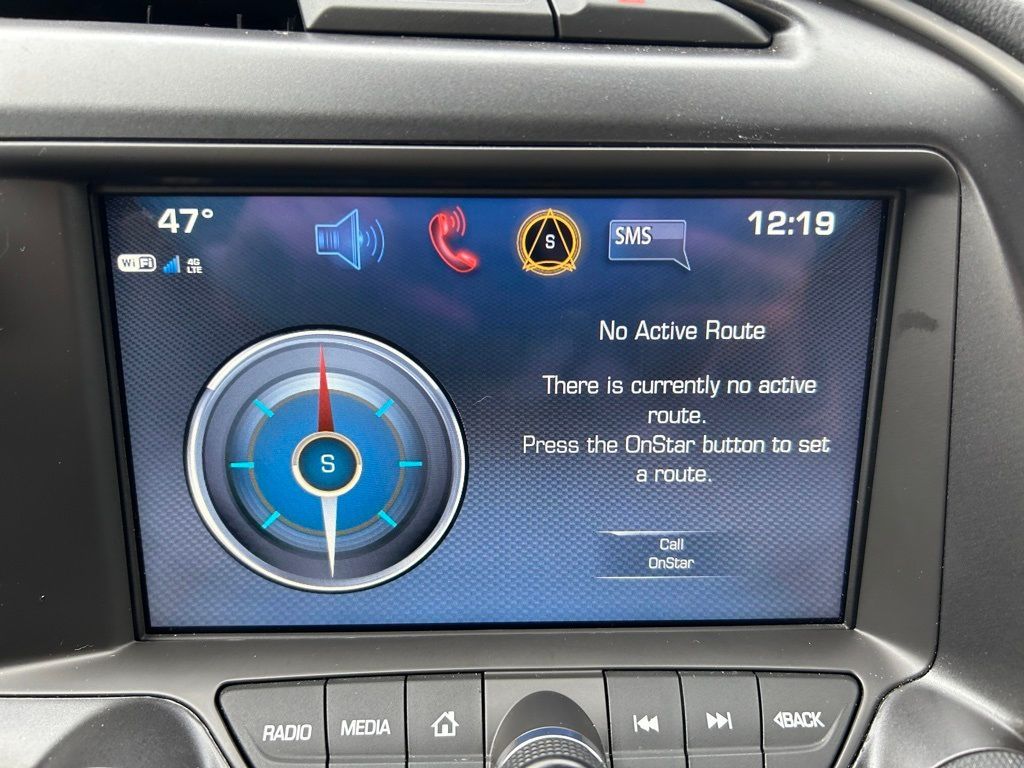 47°
12:19
WiFi 4G LTE
S
SMS
No Active Route
There is currently no active
route.
Press the OnStar button to set
a route.
S
Call
OnStar
RADIO
MEDIA
BACK